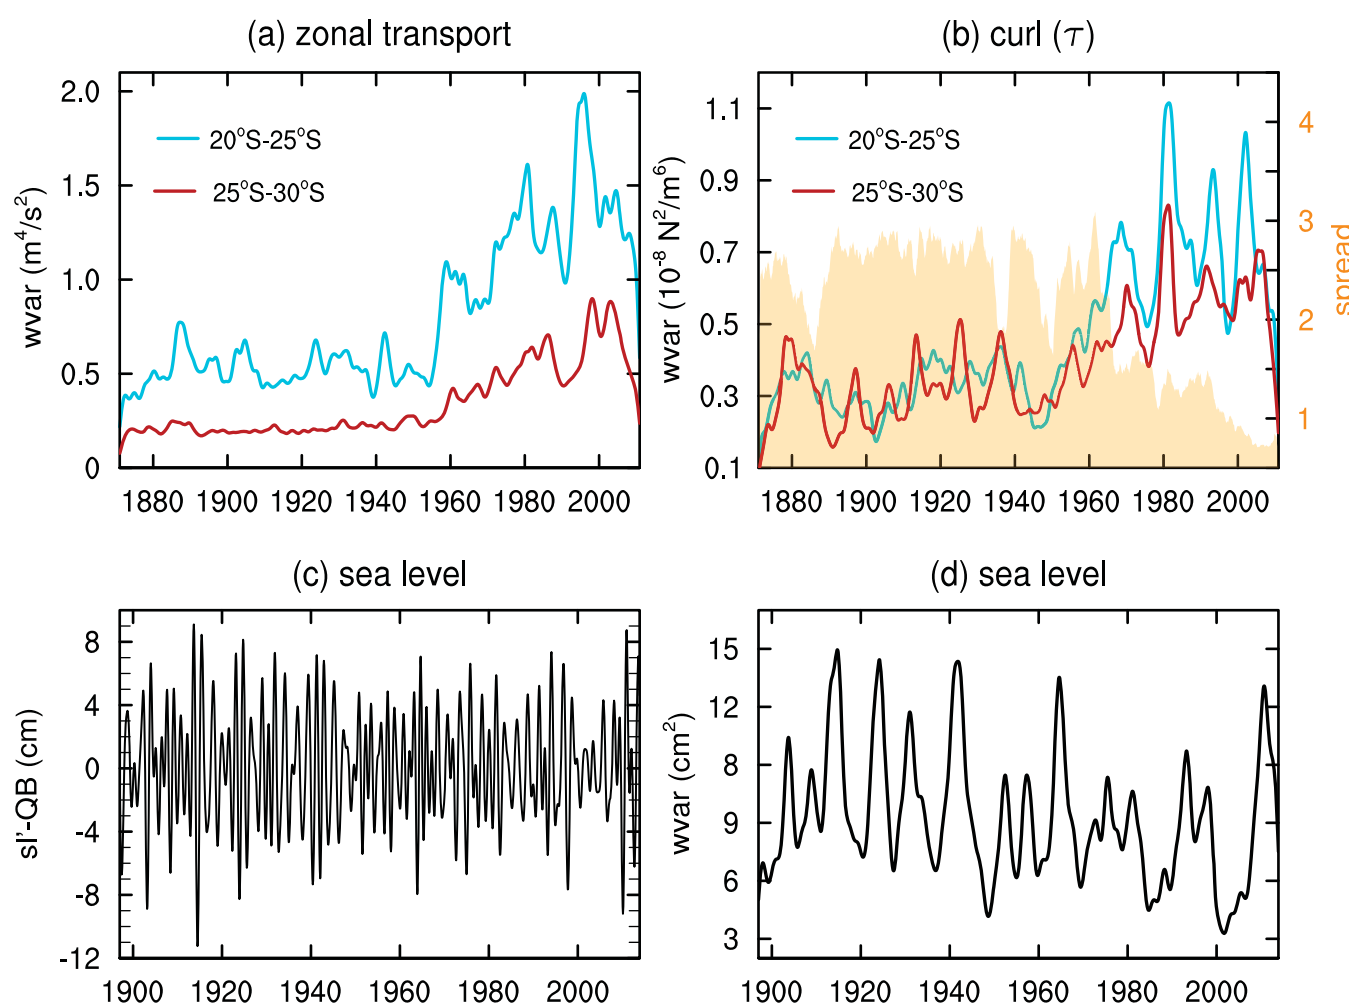 (a) zonal transport
(b) curl (τ)
2.0
1.5
1.0
0.5
0
wvar (m⁴/s²)
20°S-25°S
25°S-30°S
1880 1900 1920 1940 1960 1980 2000
1.1
0.9
0.7
0.5
0.3
0.1
wvar (10⁻⁸ N²/m⁶)
20°S-25°S
25°S-30°S
4
3
2
1
spread
1880 1900 1920 1940 1960 1980 2000
(c) sea level
(d) sea level
8
4
0
-4
-8
-12
sl'-QB (cm)
1900 1920 1940 1960 1980 2000
15
12
8
9
6
3
wvar (cm²)
1900 1920 1940 1960 1980 2000